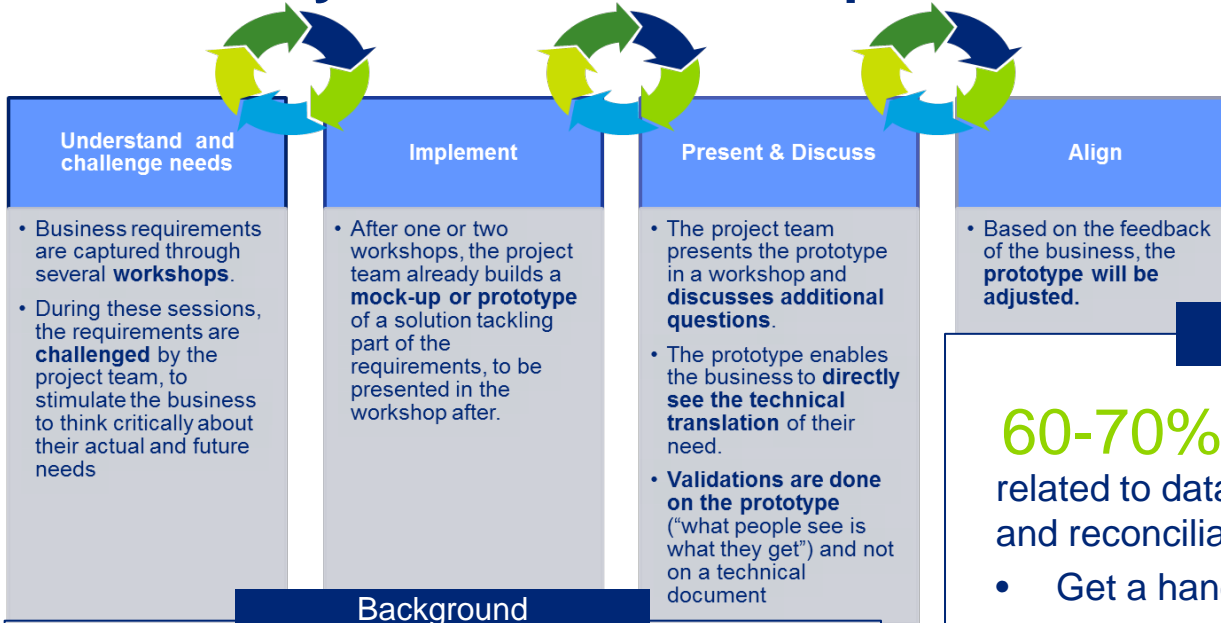 Understand and
challenge needs
• Business requirements
are captured through
several workshops.
• During these sessions,
the requirements are
challenged by the
project team, to
stimulate the business
to think critically about
their actual and future
needs
Implement
• After one or two
workshops, the project
team already builds a
mock-up or prototype
of a solution tackling
part of the
requirements, to be
presented in the
workshop after.
Present & Discuss
• The project team
presents the prototype
in a workshop and
discusses additional
questions.
• The prototype enables
the business to directly
see the technical
translation of their
need.
• Validations are done
on the prototype
(“what people see is
what they get”) and not
on a technical
document
Align
• Based on the feedback
of the business, the
prototype will be
adjusted.
60-70%
related to data
and reconcilia
• Get a han
Background